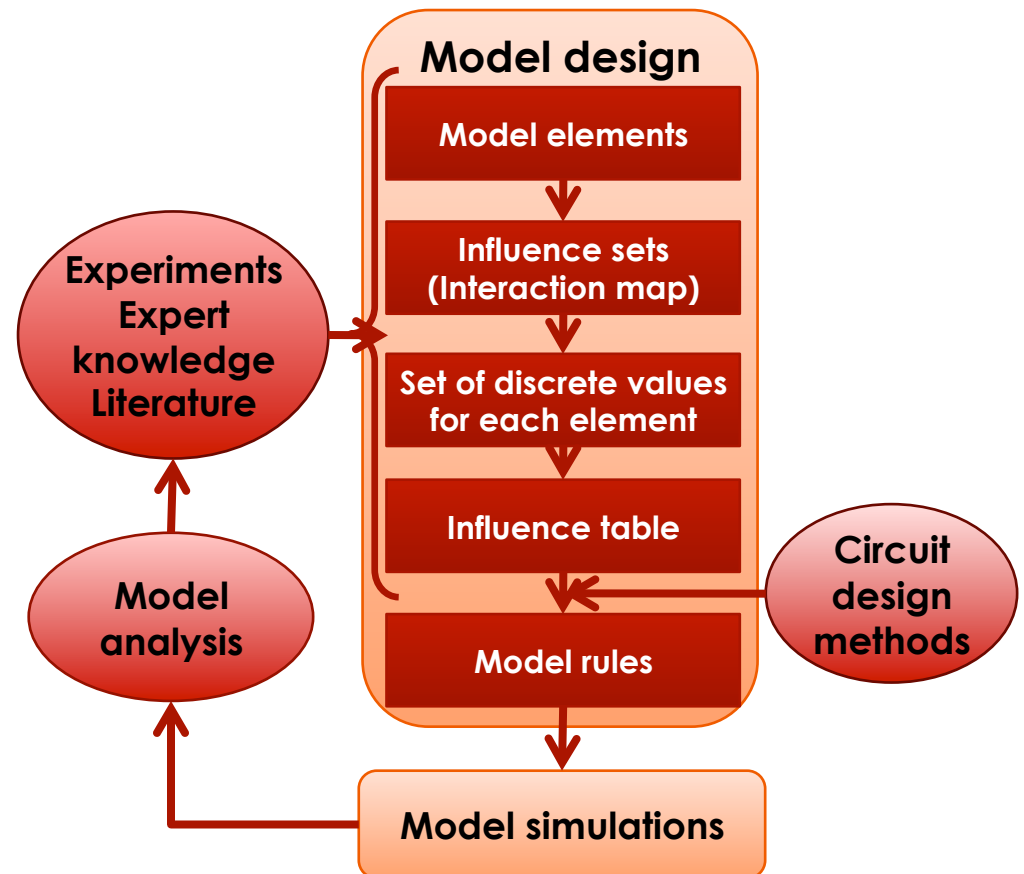 Model design
Model elements
Influence sets
(Interaction map)
Experiments
Expert
knowledge
Literature
Set of discrete values
for each element
Influence table
Circuit
design
methods
Model
analysis
Model rules
Model simulations